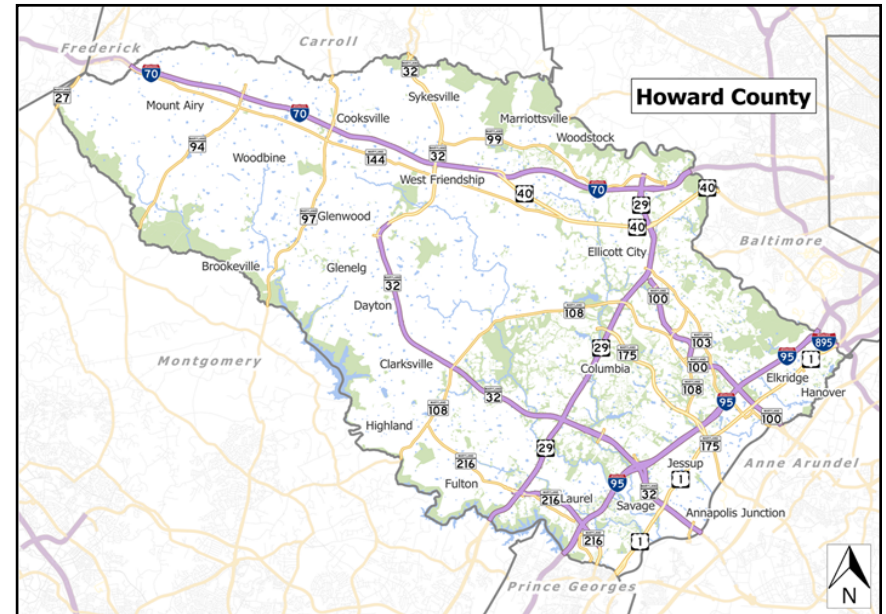 Howard County
Frederick
Carroll
70
32
27
Mount Airy
Sykesville
70
Cooksville
Marriottsville
94
99
Woodstock
Woodbine
144
32
West Friendship
40
70
40
29
97
Glenwood
40
Baltimore
Ellicott City
Brookeville
Glenelg
32
100
Dayton
108
103
895
29
175
95
1
Montgomery
Clarksville
Columbia
100
Elkridge
32
108
Hanover
108
95
100
Highland
29
175
216
Jessup
Anne Arundel
Fulton
95
1
32
216
Laurel
Savage
Annapolis Junction
216
1
Prince Georges
N